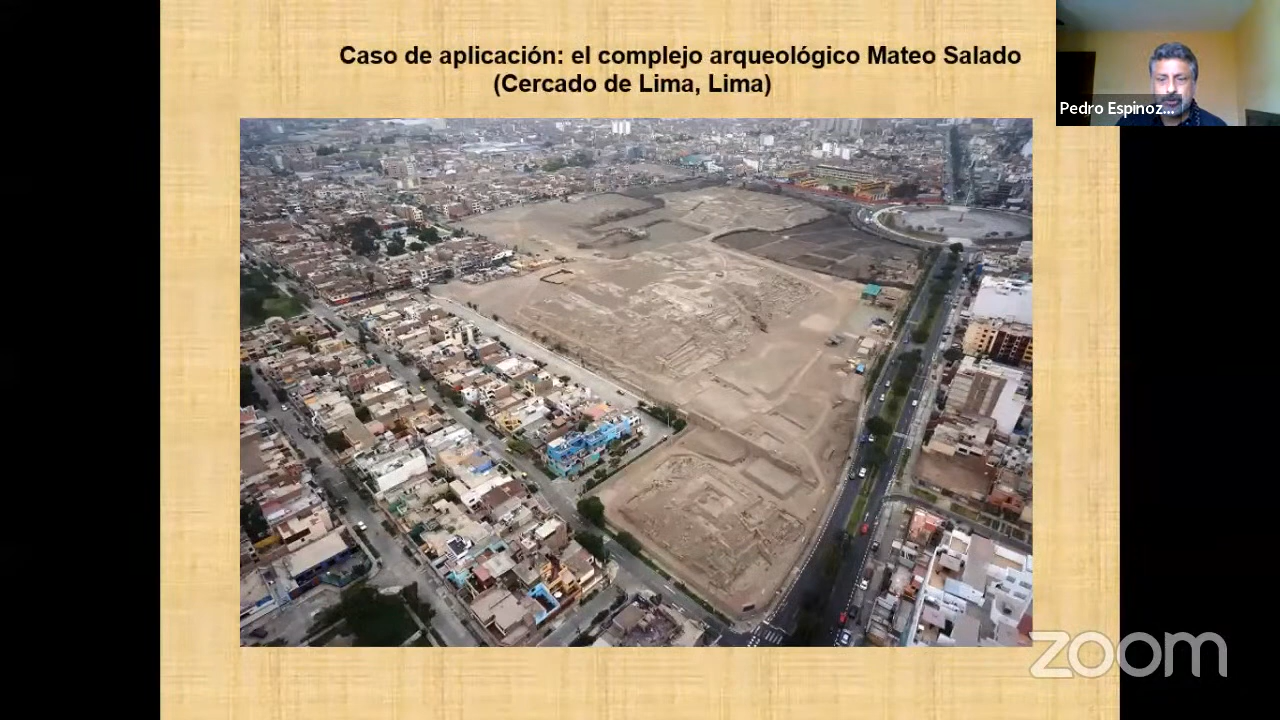 Caso de aplicación: el complejo arqueológico Mateo Salado
(Cercado de Lima, Lima)
Pedro Espinoz...
zoom